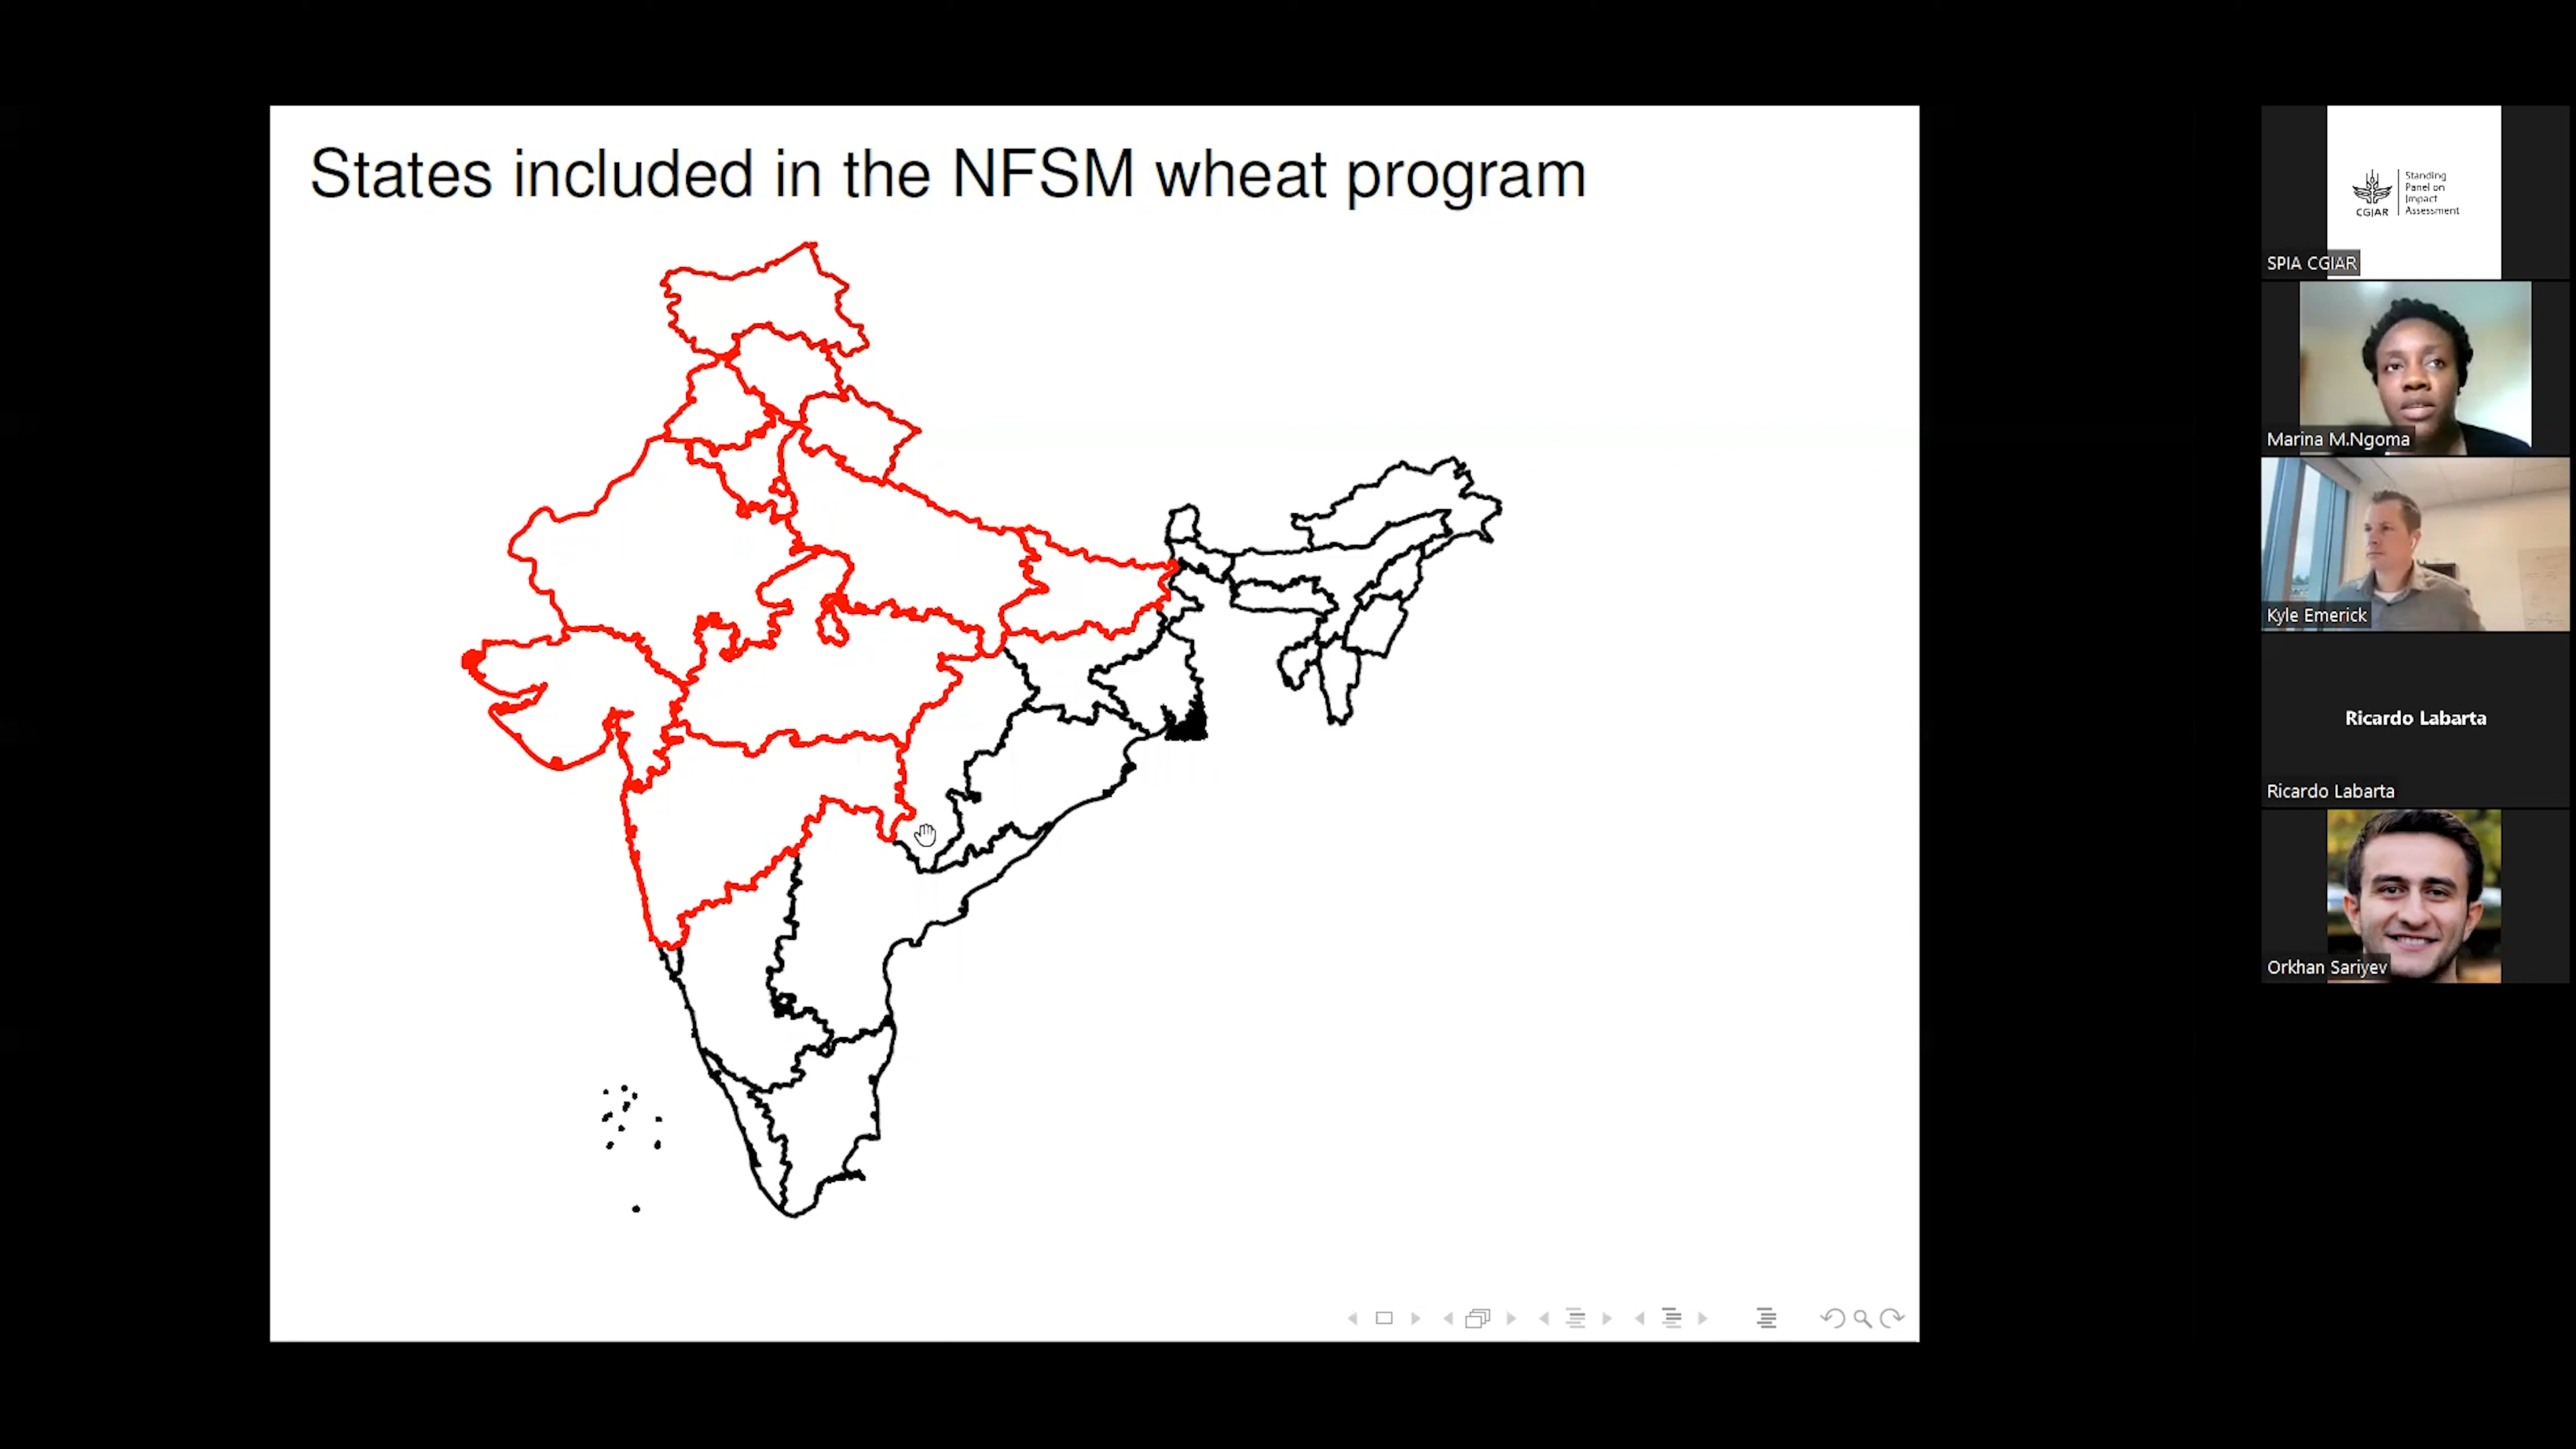 States included in the NFSM wheat program
CGIAR
Standing
Panel on
Impact
Assessment
SPIA CGIAR
Marina M.Ngoma
Kyle Emerick
Ricardo Labarta
Ricardo Labarta
Orkhan Sariyev